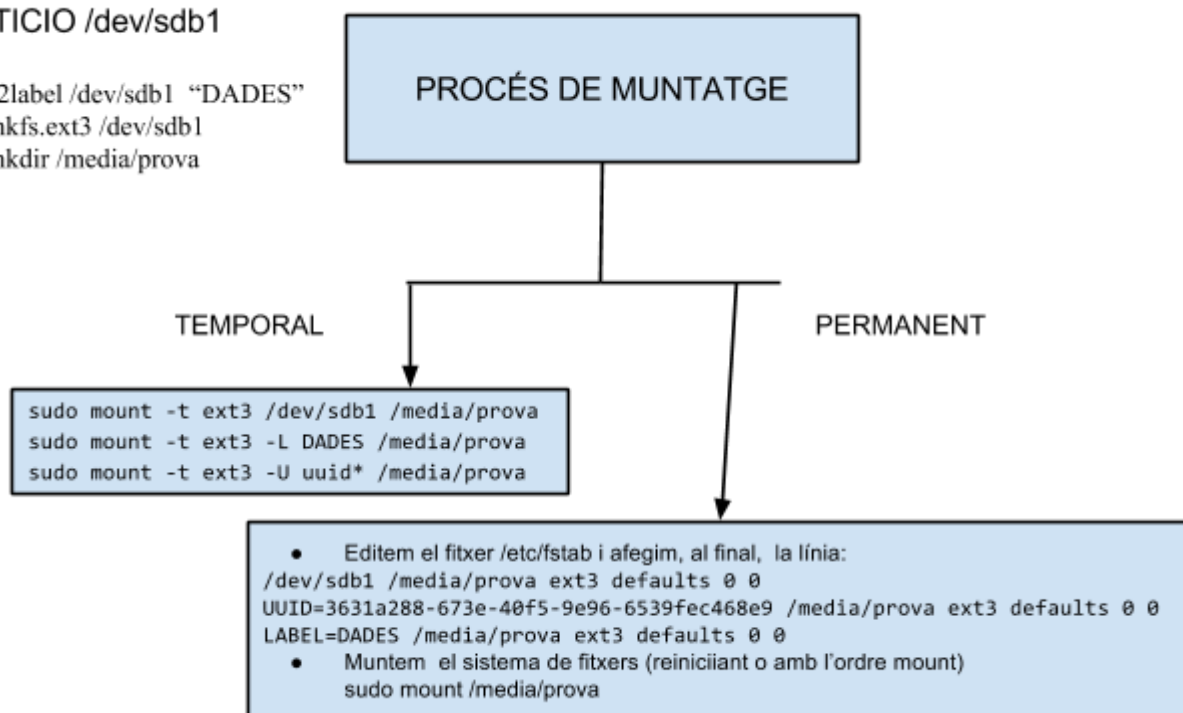 TICIO /dev/sdb1
2label /dev/sdb1 “DADES”
nkfs.ext3 /dev/sdb1
nkdir /media/prova
PROCÉS DE MUNTATGE
TEMPORAL
PERMANENT
sudo mount -t ext3 /dev/sdb1 /media/prova
sudo mount -t ext3 -L DADES /media/prova
sudo mount -t ext3 -U uuid* /media/prova
● Editem el fitxer /etc/fstab i afegim, al final, la línia:
/dev/sdb1 /media/prova ext3 defaults 0 0
UUID=3631a288-673e-40f5-9e96-6539fec468e9 /media/prova ext3 defaults 0 0
LABEL=DADES /media/prova ext3 defaults 0 0
● Muntem el sistema de fitxers (reiniciiant o amb l’ordre mount)
sudo mount /media/prova